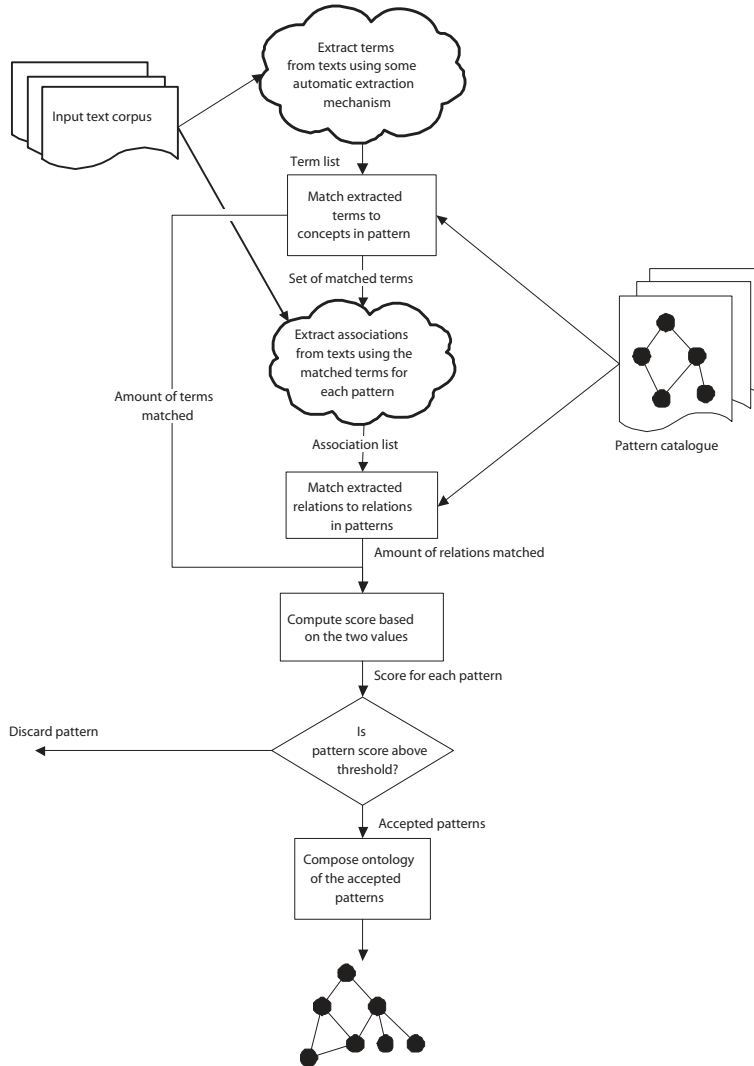 Extract terms
from texts using some
automatic extraction
mechanism
Input text corpus
Term list
Match extracted
terms to
concepts in pattern
Set of matched terms
Extract associations
from texts using the
matched terms for
each pattern
Amount of terms
matched
Association list
Pattern catalogue
Match extracted
relations to relations
in patterns
Amount of relations matched
Compute score based
on the two values
Score for each pattern
Is
pattern score above
threshold?
Discard pattern
Accepted patterns
Compose ontology
of the accepted
patterns